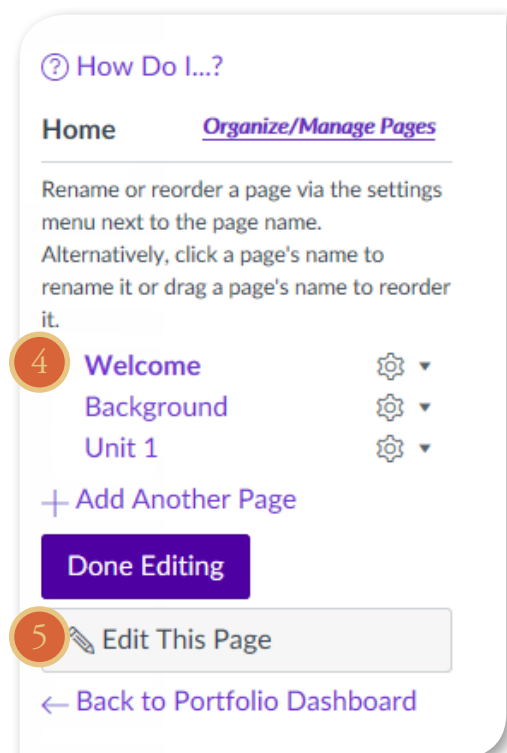 How Do I...?
Home Organize/Manage Pages
Rename or reorder a page via the settings
menu next to the page name.
Alternatively, click a page's name to
rename it or drag a page's name to reorder
it.
4 Welcome
Background
Unit 1
+ Add Another Page
Done Editing
5 Edit This Page
← Back to Portfolio Dashboard